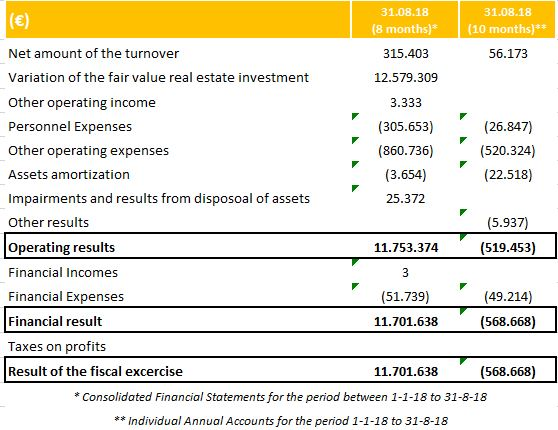 (€) 31.08.18 (8 months)* 31.08.18 (10 months)**
Net amount of the turnover 315.403 56.173
Variation of the fair value real estate investment 12.579.309
Other operating income 3.333
Personnel Expenses (305.653) (26.847)
Other operating expenses (860.736) (520.324)
Assets amortization (3.654) (22.518)
Impairments and results from disposal of assets 25.372
Other results (5.937)
Operating results 11.753.374 (519.453)
Financial Incomes 3
Financial Expenses (51.739) (49.214)
Financial result 11.701.638 (568.668)
Taxes on profits
Result of the fiscal excercise 11.701.638 (568.668)
* Consolidated Financial Statements for the period between 1-1-18 to 31-8-18
** Individual Annual Accounts for the period 1-1-18 to 31-8-18